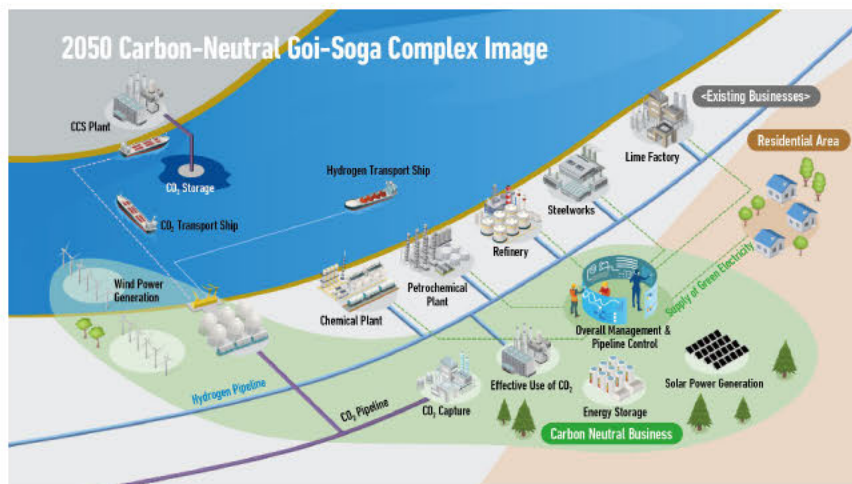 2050 Carbon-Neutral Goi-Soga Complex Image
<Existing Businesses>
CCS Plant
Lime Factory
Residential Area
CO₂ Storage
Hydrogen Transport Ship
Steelworks
CO₂ Transport Ship
Refinery
Wind Power
Generation
Petrochemical
Plant
Chemical Plant
Supply of Green Electricity
Overall Management &
Pipeline Control
Hydrogen Pipeline
Effective Use of CO₂
Solar Power Generation
CO₂ Pipeline
CO₂ Capture
Energy Storage
Carbon Neutral Business